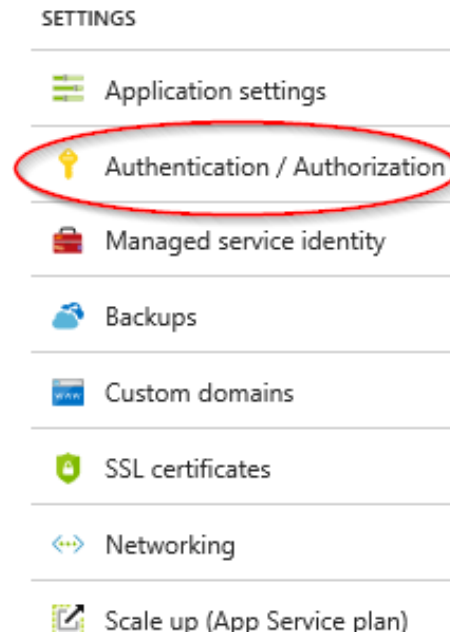 SETTINGS
Application settings
Authentication / Authorization
Managed service identity
Backups
www
Custom domains
SSL certificates
Networking
Scale up (App Service plan)